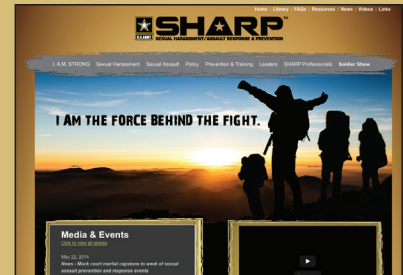 Home | Library | FAQs | Resources | News | Videos | Links
U.S.ARMY
SHARP™
SEXUAL HARASSMENT/ASSAULT RESPONSE & PREVENTION
I. A.M. STRONG Sexual Harassment Sexual Assault Policy Prevention & Training Leaders SHARP Professionals Soldier Show
I AM THE FORCE BEHIND THE FIGHT.
Media & Events
Click to view all stories
May 22, 2014
News - Mock court martial capstone to week of sexual
assault prevention and response events